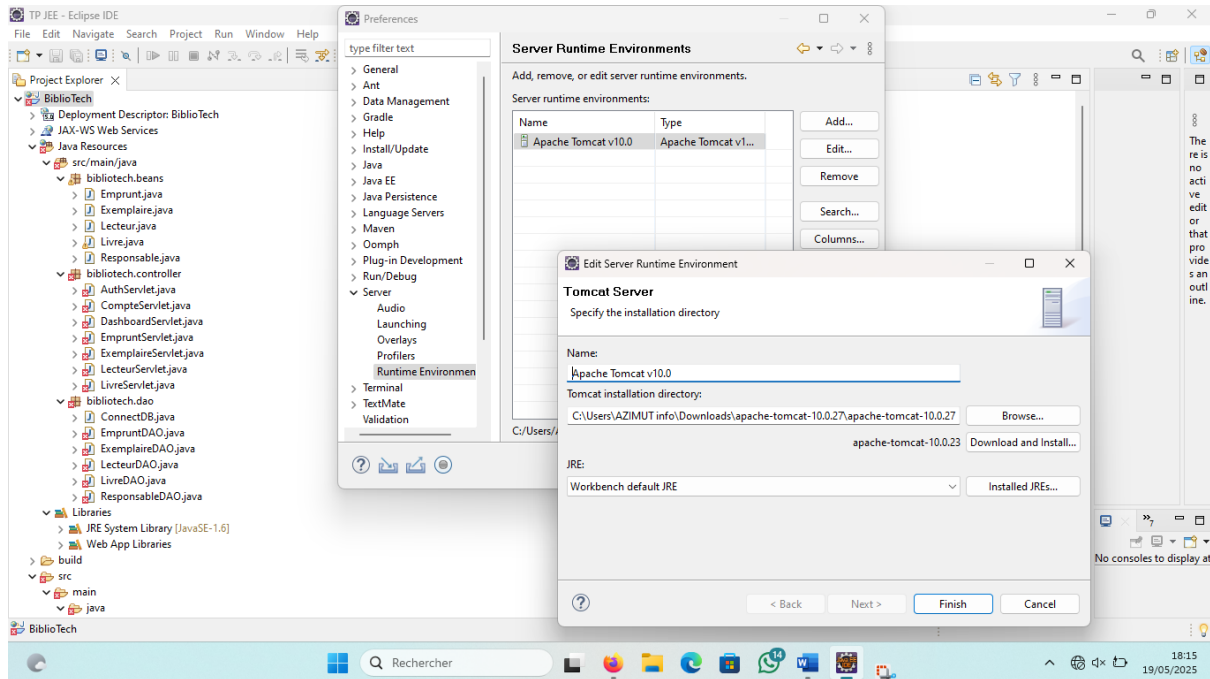 TP JEE - Eclipse IDE
File Edit Navigate Search Project Run Window Help
Project Explorer
BiblioTech
Deployment Descriptor: BiblioTech
JAX-WS Web Services
Java Resources
src/main/java
bibliotech.beans
Emprunt.java
Exemplaire.java
Lecteur.java
Livre.java
Responsable.java
bibliotech.controller
AuthServlet.java
CompteServlet.java
DashboardServlet.java
EmpruntServlet.java
ExemplaireServlet.java
LecteurServlet.java
LivreServlet.java
bibliotech.dao
ConnectDB.java
EmpruntDAO.java
ExemplaireDAO.java
LecteurDAO.java
LivreDAO.java
ResponsableDAO.java
Libraries
JRE System Library [JavaSE-1.6]
Web App Libraries
build
src
main
java
BiblioTech
Preferences
type filter text
General
Ant
Data Management
Gradle
Help
Install/Update
Java
Java EE
Java Persistence
Language Servers
Maven
Oomph
Plug-in Development
Run/Debug
Server
Audio
Launching
Overlays
Profilers
Runtime Environmen
Terminal
TextMate
Validation
Server Runtime Environments
Add, remove, or edit server runtime environments.
Server runtime environments:
Name Type
Apache Tomcat v10.0 Apache Tomcat v1...
Add...
Edit...
Remove
Search...
Columns...
C:/Users/
Edit Server Runtime Environment
Tomcat Server
Specify the installation directory
Name:
Apache Tomcat v10.0
Tomcat installation directory:
C:\Users\AZIMUT info\Downloads\apache-tomcat-10.0.27\apache-tomcat-10.0.27 Browse...
apache-tomcat-10.0.23 Download and Install...
JRE:
Workbench default JRE Installed JREs...
< Back Next > Finish Cancel
The
re is
no
acti
ve
edit
or
that
pro
vide
s an
outl
ine.
7
No consoles to display at
Rechercher
14
18:15
19/05/2025